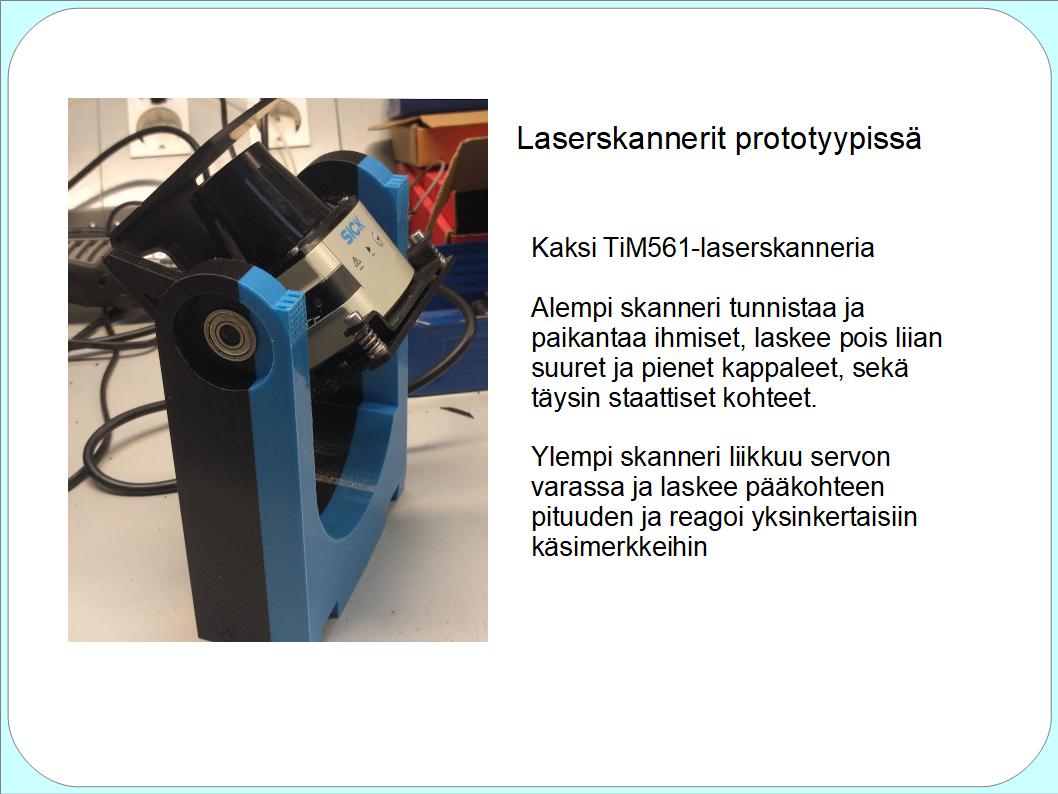 Laserskannerit prototyypissä
SICK
Kaksi TiM561-laserskanneria
Alempi skanneri tunnistaa ja
paikantaa ihmiset, laskee pois liian
suuret ja pienet kappaleet, sekä
täysin staattiset kohteet.
Ylempi skanneri liikkuu servon
varassa ja laskee pääkohteen
pituuden ja reagoi yksinkertaisiin
käsimerkkeihin